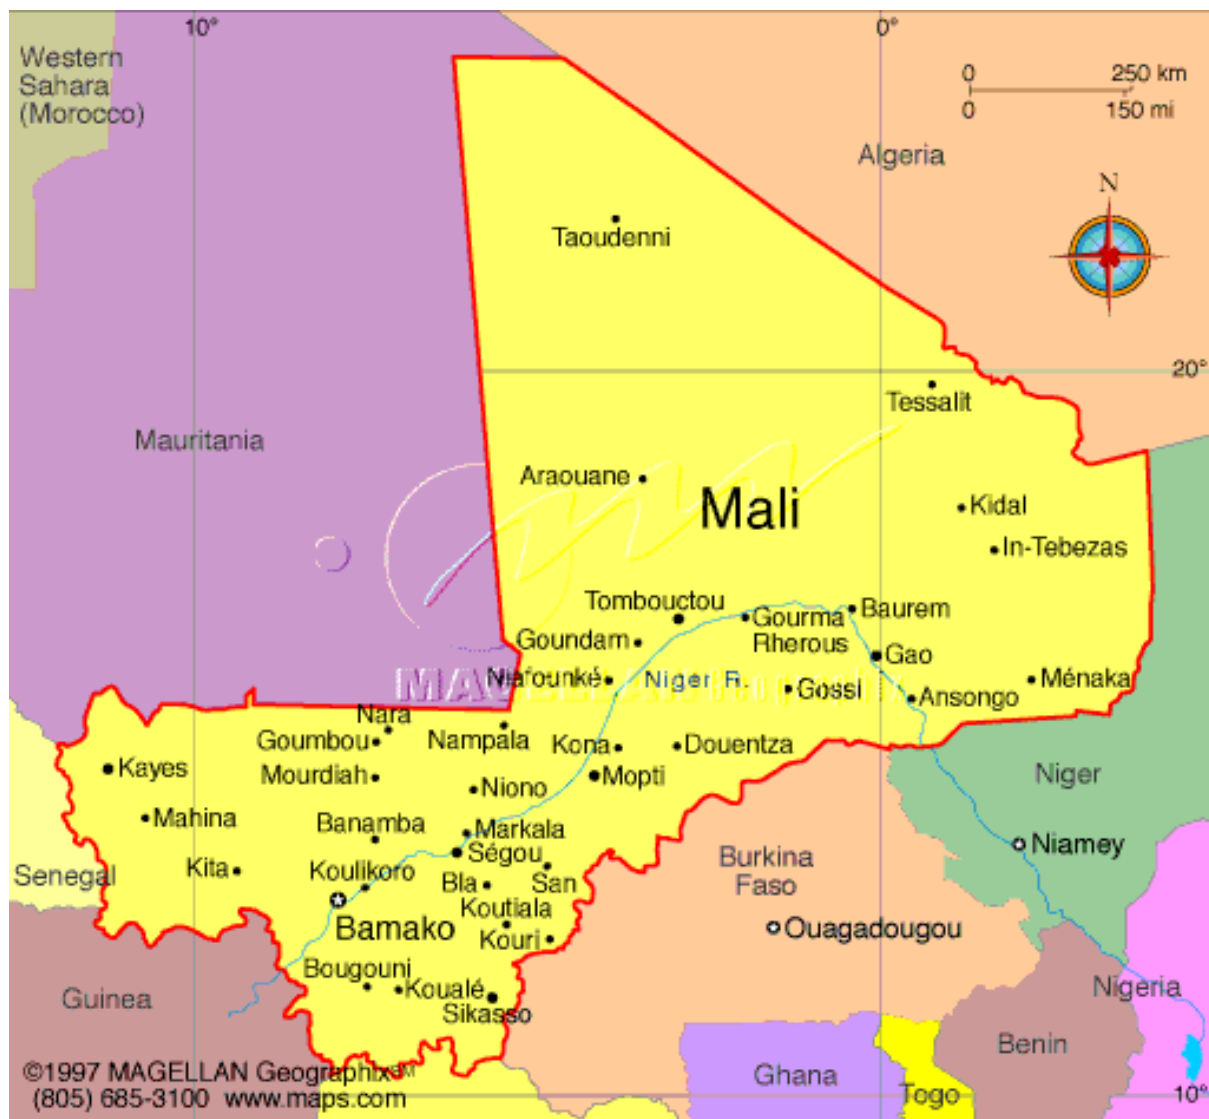 10°
0°
Western
Sahara
(Morocco)
0
250 km
0
150 mi
Algeria
N
Taoudenni
20°
Tessalit
Mauritania
Araouane
Mali
Kidal
In-Tebezas
Tombouctou
Gourma
Rherous
Baurem
Goundam
Gao
MAGELLAN Geographix
Niafounké
Niger R.
Gossl
Ansongo
Ménaka
Nara
Goumbou
Nampala
Kona
Douentza
Kayes
Mourdiah
Niono
Mopti
Niger
Mahina
Banamba
Markala
Niamey
Ségou
Senegal
Kita
Koulikoro
Bla
San
Burkina
Faso
Koutiala
Bamako
Kouri
Ouagadougou
Bougouni
Koualé
Sikasso
Guinea
Nigeria
Benin
©1997 MAGELLAN Geographix℠
(805) 685-3100 www.maps.com
Ghana
Togo
10°